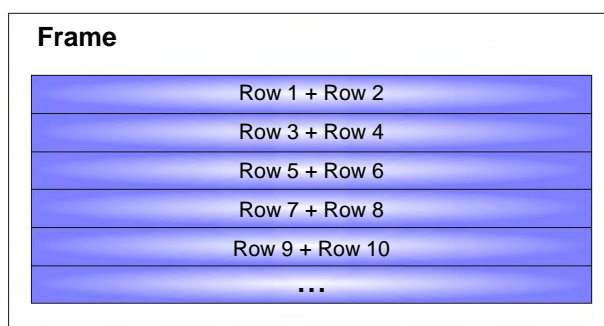 Frame
Row 1 + Row 2
Row 3 + Row 4
Row 5 + Row 6
Row 7 + Row 8
Row 9 + Row 10
...